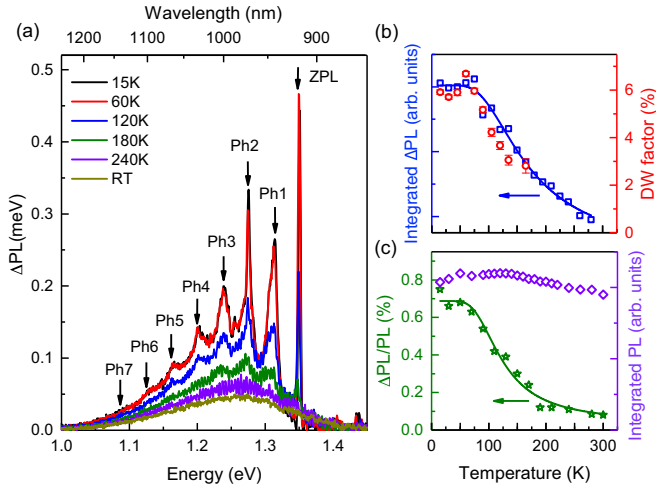 (a)
Wavelength (nm)
1200 1100 1000 900
ΔPL(meV)
0.5
0.4
0.3
0.2
0.1
0.0
15K
60K
120K
180K
240K
RT
ZPL
Ph2
Ph1
Ph3
Ph4
Ph5
Ph6
Ph7
1.0 1.1 1.2 1.3 1.4
Energy (eV)
(b)
Integrated ΔPL (arb. units)
6
4
2
0
DW factor (%)
(c)
ΔPL/PL (%)
0.8
0.6
0.4
0.2
0.0
Integrated PL (arb. units)
0 100 200 300
Temperature (K)